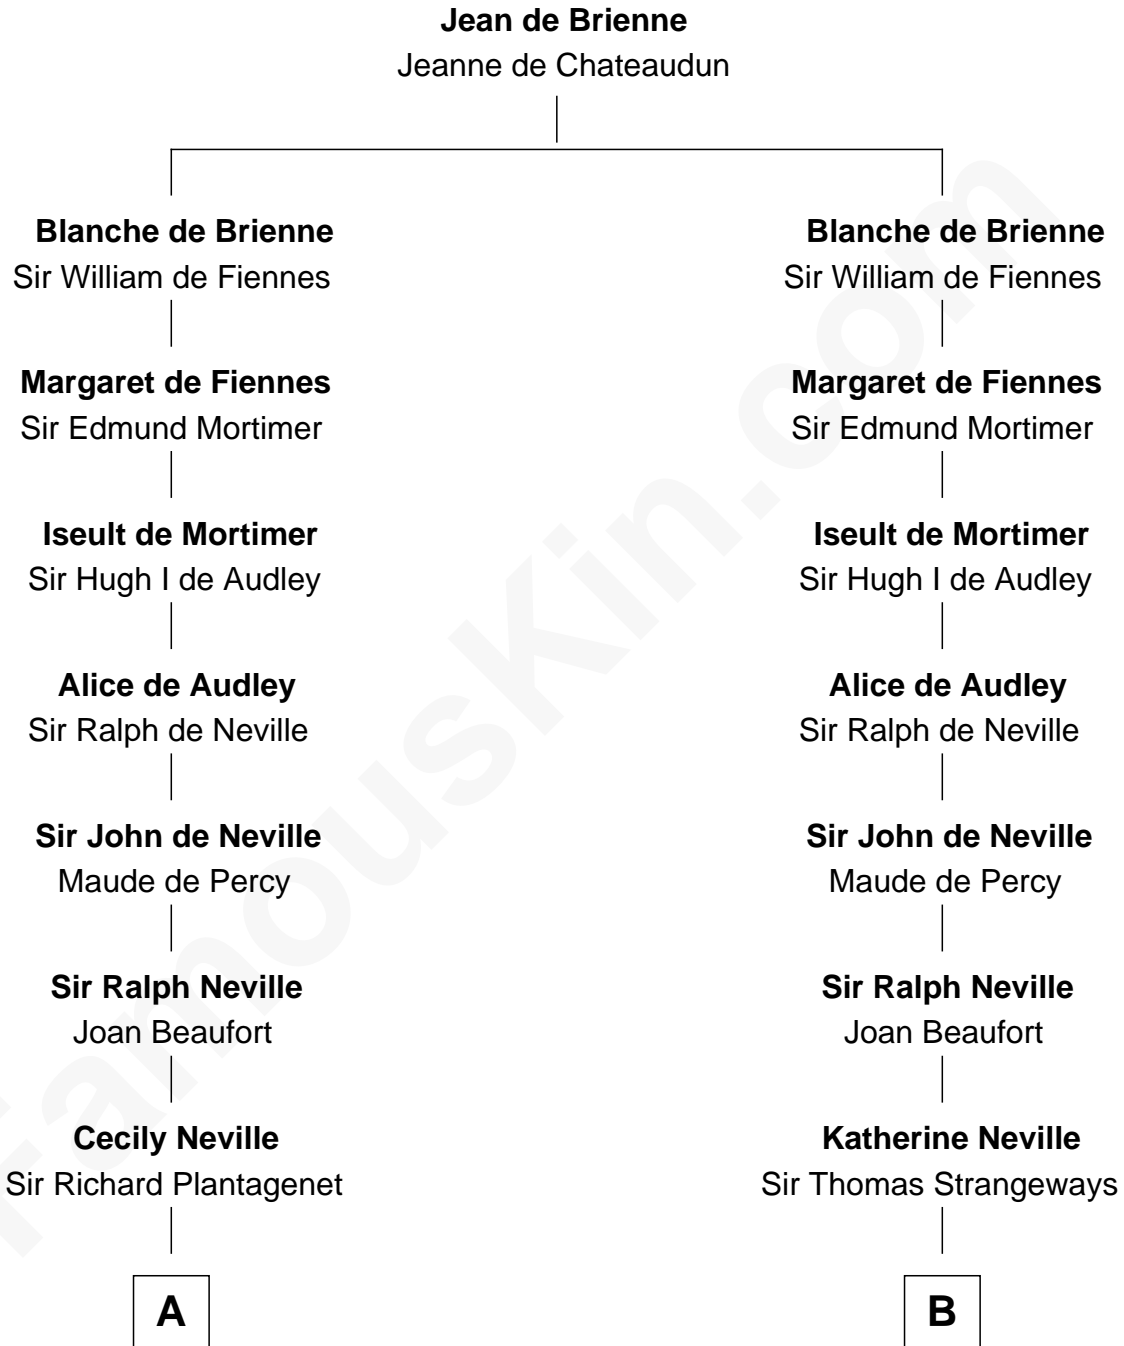 Jean de Brienne
Jeanne de Chateaudun
Blanche de Brienne
Sir William de Fiennes
Margaret de Fiennes
Sir Edmund Mortimer
Iseult de Mortimer
Sir Hugh I de Audley
Alice de Audley
Sir Ralph de Neville
Sir John de Neville
Maude de Percy
Sir Ralph Neville
Joan Beaufort
Cecily Neville
Sir Richard Plantagenet
A
Blanche de Brienne
Sir William de Fiennes
Margaret de Fiennes
Sir Edmund Mortimer
Iseult de Mortimer
Sir Hugh I de Audley
Alice de Audley
Sir Ralph de Neville
Sir John de Neville
Maude de Percy
Sir Ralph Neville
Joan Beaufort
Katherine Neville
Sir Thomas Strangeways
B
FamousKin.com